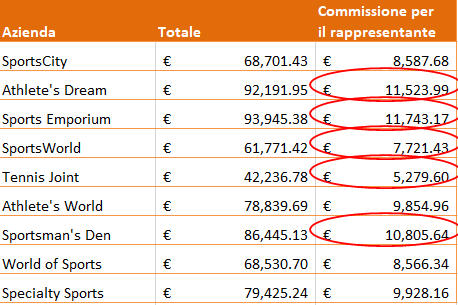 Azienda Totale Commissione per il rappresentante
SportsCity € 68,701.43 € 8,587.68
Athlete's Dream € 92,191.95 € 11,523.99
Sports Emporium € 93,945.38 € 11,743.17
SportsWorld € 61,771.42 € 7,721.43
Tennis Joint € 42,236.78 € 5,279.60
Athlete's World € 78,839.69 € 9,854.96
Sportsman's Den € 86,445.13 € 10,805.64
World of Sports € 68,530.70 € 8,566.34
Specialty Sports € 79,425.24 € 9,928.16